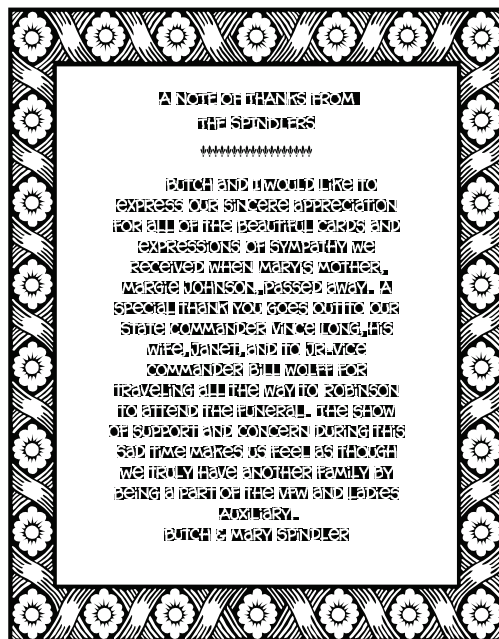 A NOTE OF THANKS FROM
THE SPINDLERS
BUTCH AND I WOULD LIKE TO
EXPRESS OUR SINCERE APPRECIATION
FOR ALL OF THE BEAUTIFUL CARDS AND
EXPRESSIONS OF SYMPATHY WE
RECEIVED WHEN MARY'S MOTHER,
MARGIE JOHNSON, PASSED AWAY. A
SPECIAL THANK YOU GOES OUT TO OUR
STATE COMMANDER VINCE LONG, HIS
WIFE, JANET, AND TO JR. VICE
COMMANDER BILL WOLFF FOR
TRAVELING ALL THE WAY TO ROBINSON
TO ATTEND THE FUNERAL. THE SHOW
OF SUPPORT AND CONCERN DURING THIS
SAD TIME MAKES US FEEL AS THOUGH
WE TRULY HAVE ANOTHER FAMILY BY
BEING A PART OF THE VFW AND LADIES
AUXILIARY.
BUTCH & MARY SPINDLER